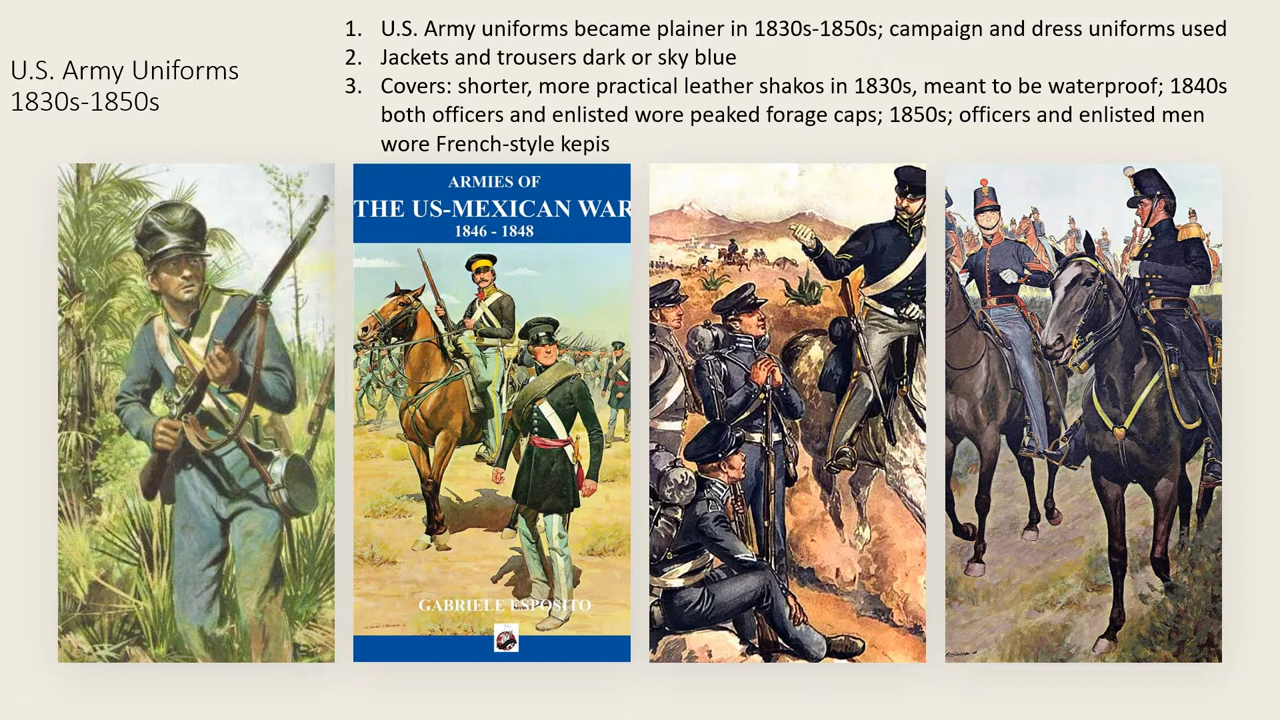 U.S. Army Uniforms
1830s-1850s
1. U.S. Army uniforms became plainer in 1830s-1850s; campaign and dress uniforms used
2. Jackets and trousers dark or sky blue
3. Covers: shorter, more practical leather shakos in 1830s, meant to be waterproof; 1840s
both officers and enlisted wore peaked forage caps; 1850s; officers and enlisted men
wore French-style kepis
ARMIES OF
THE US-MEXICAN WAR
1846 - 1848
GABRIELE ESPOSITO